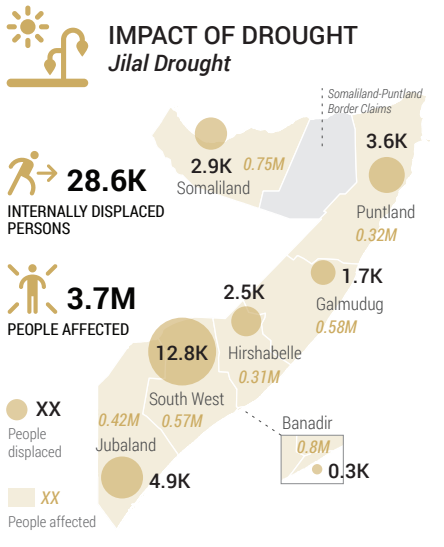 IMPACT OF DROUGHT
Jilal Drought
Somaliland-Puntland
Border Claims
28.6K
INTERNALLY DISPLACED
PERSONS
3.7M
PEOPLE AFFECTED
2.9K
0.75M
Somaliland
3.6K
Puntland
0.32M
1.7K
Galmudug
0.58M
2.5K
Hirshabelle
0.31M
12.8K
South West
0.57M
0.42M
Jubaland
4.9K
Banadir
0.8M
0.3K
XX
People
displaced
XX
People affected